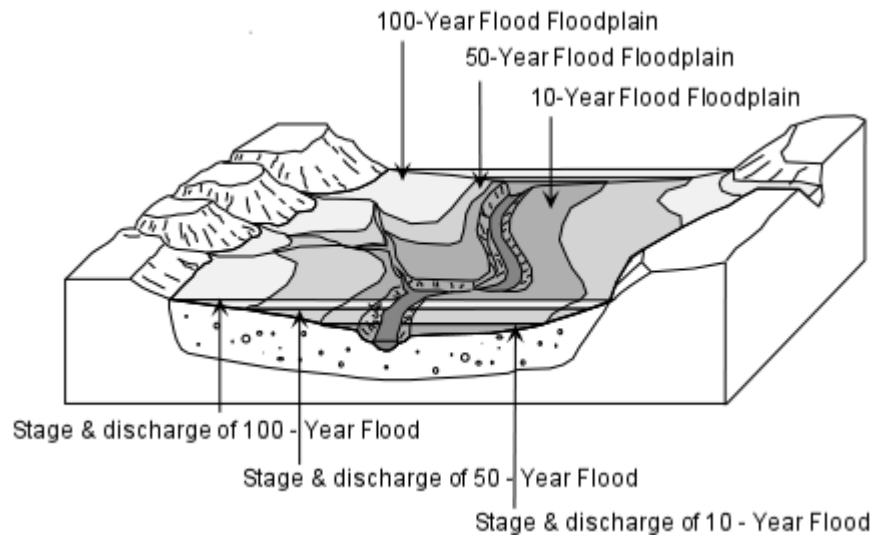 100-Year Flood Floodplain
50-Year Flood Floodplain
10-Year Flood Floodplain
Stage & discharge of 100 - Year Flood
Stage & discharge of 50 - Year Flood
Stage & discharge of 10 - Year Flood